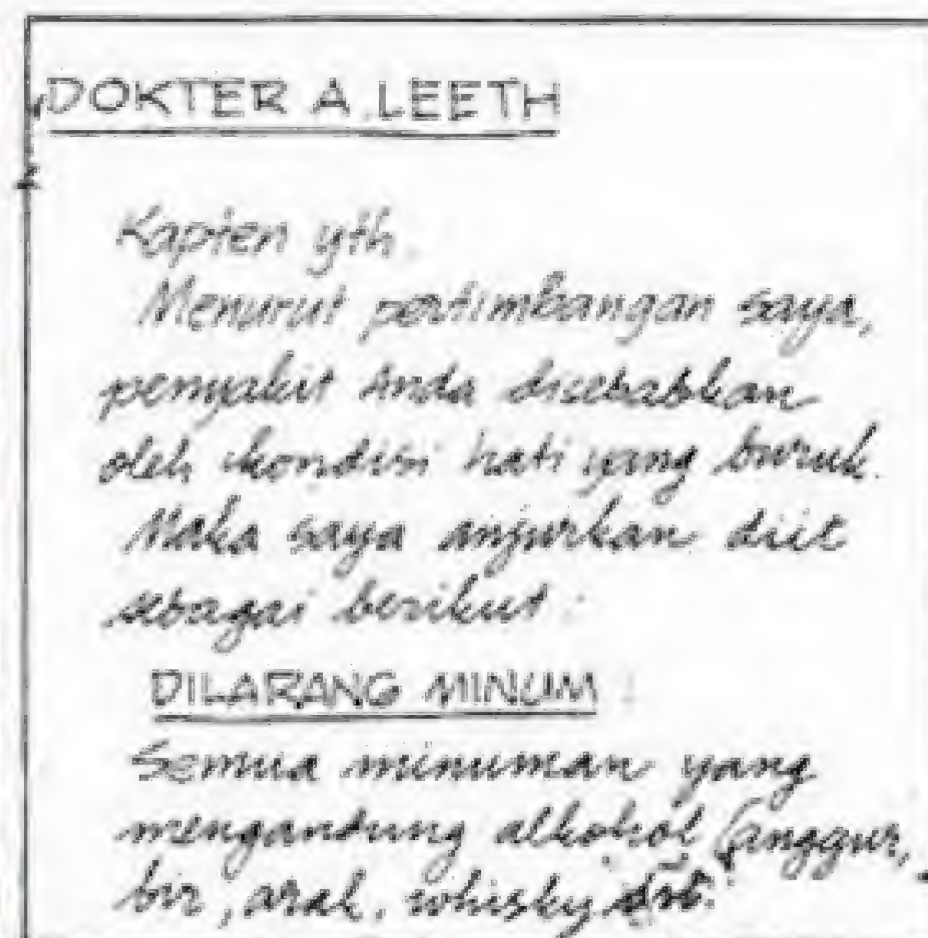 DOKTER A. LEETH
Kapten yth.
Menurut pertimbangan saya,
penyakit Anda disebabkan
oleh kondisi hati yang buruk.
Maka saya anjurkan diit
sebagai berikut :
DILARANG MINUM :
Semua minuman yang
mengandung alkohol (anggur,
bir, arak, whisky dsb.